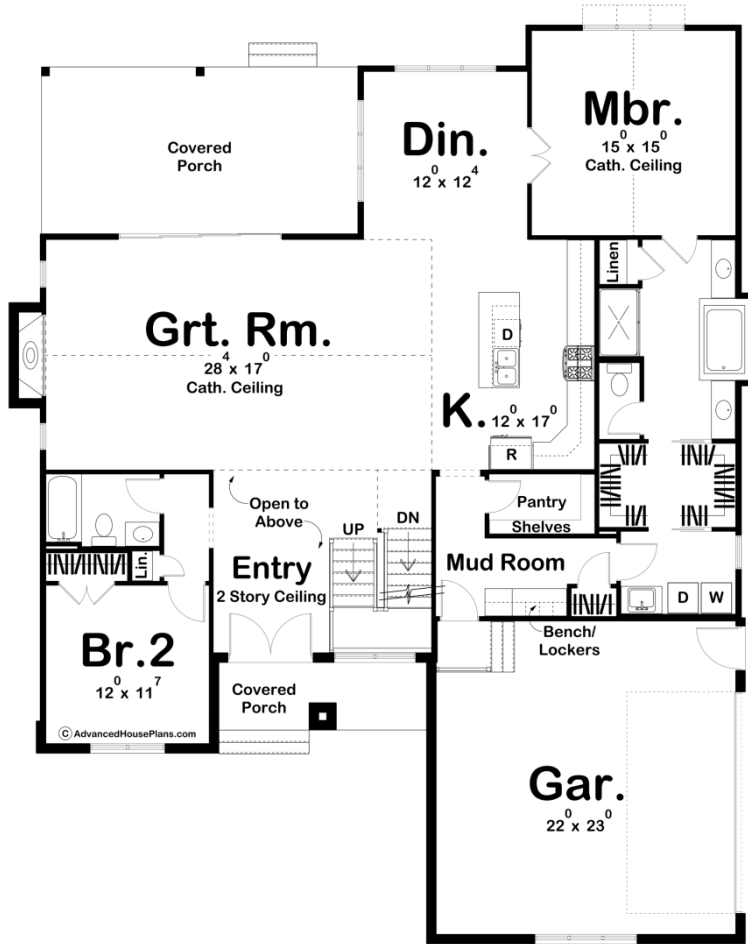 Covered
Porch
Din.
12⁰ x 12⁴
Mbr.
15⁰ x 15⁰
Cath. Ceiling
Linen
Grt. Rm.
28⁴ x 17⁰
Cath. Ceiling
D
K. 12⁰ x 17⁰
R
Open to
Above
UP
DN
Pantry
Shelves
Lin.
Entry
2 Story Ceiling
Mud Room
D
W
Bench/
Lockers
Br.2
12⁰ x 11⁷
© AdvancedHousePlans.com
Covered
Porch
Gar.
22⁰ x 23⁰